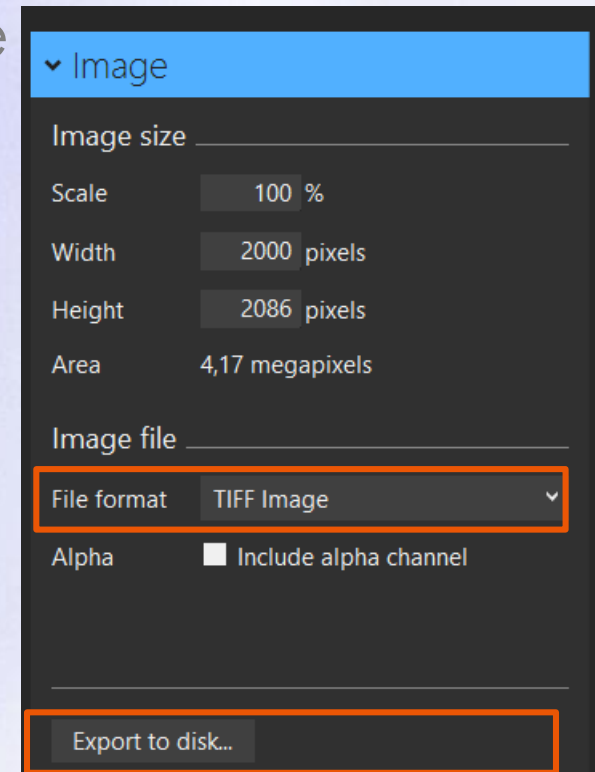 Image
Image size
Scale 100 %
Width 2000 pixels
Height 2086 pixels
Area 4,17 megapixels
Image file
File format TIFF Image
Alpha Include alpha channel
Export to disk...